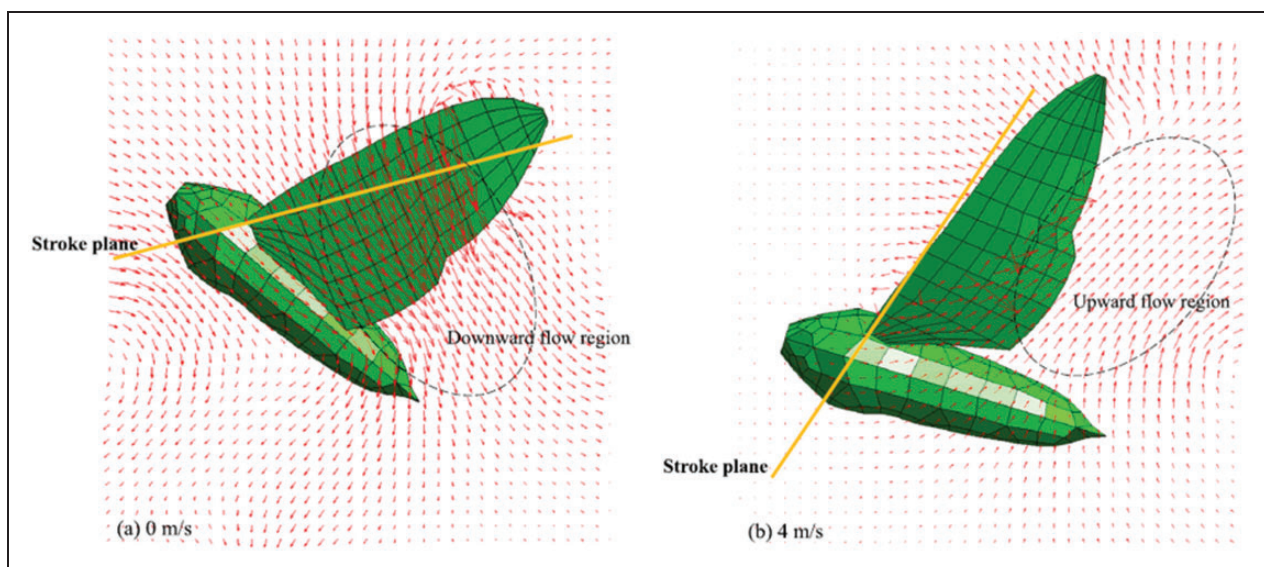 Stroke plane
Downward flow region
(a) 0 m/s
Upward flow region
Stroke plane
(b) 4 m/s